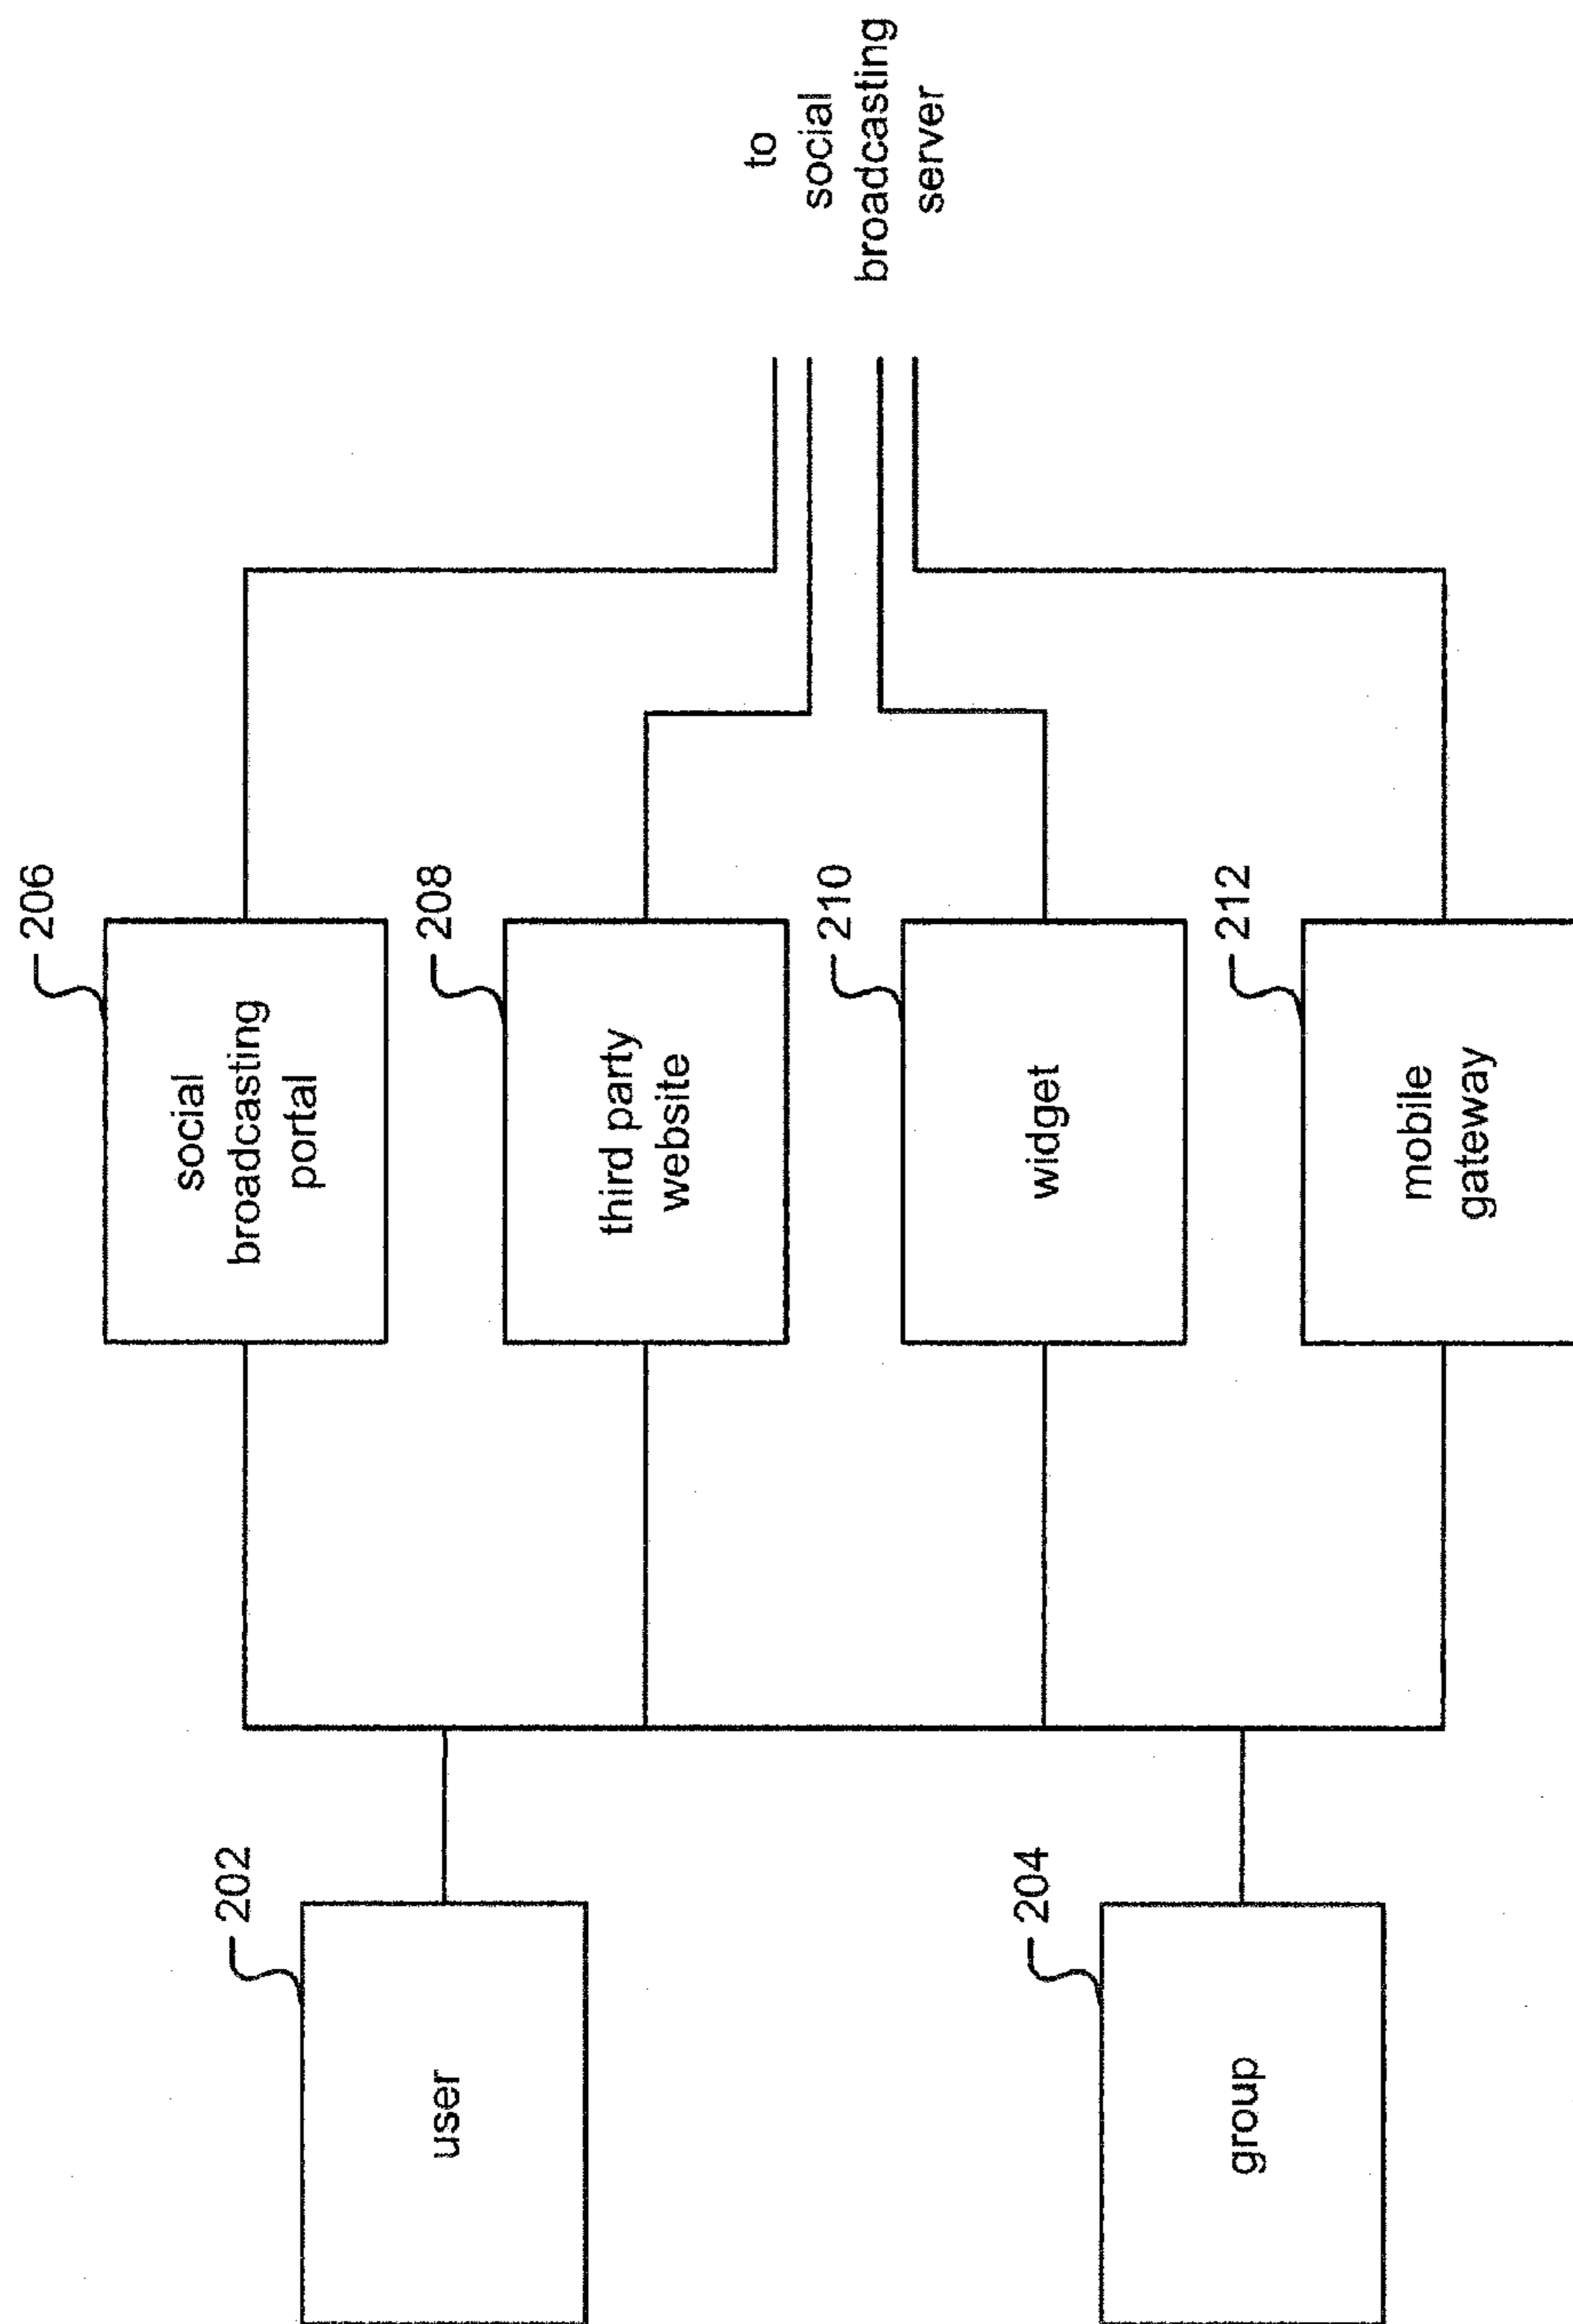 202
user
204
group
206
social
broadcasting
portal
208
third party
website
210
widget
212
mobile
gateway
to
social
broadcasting
server